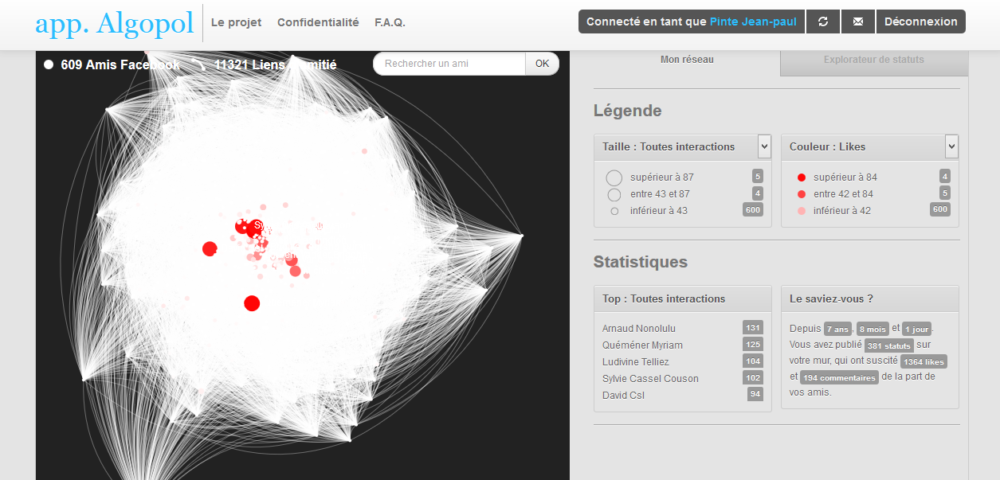 app. Algopol
Le projet Confidentialité F.A.Q.
Connecté en tant que Pinte Jean-paul
Déconnexion
609 Amis Facebook 11321 Liens
Rechercher un ami OK
Mon réseau
Explorateur de statuts
Légende
Taille : Toutes interactions
supérieur à 87 5
entre 43 et 87 4
inférieur à 43 600
Couleur : Likes
supérieur à 84 4
entre 42 et 84 5
inférieur à 42 600
Statistiques
Top : Toutes interactions
Arnaud Nonolulu 131
Quéméner Myriam 125
Ludivine Telliez 104
Sylvie Cassel Couson 102
David Csl 94
Le saviez-vous ?
Depuis 7 ans, 8 mois et 1 jour.
Vous avez publié 381 statuts sur
votre mur, qui ont suscité 1364 likes
et 194 commentaires de la part de
vos amis.